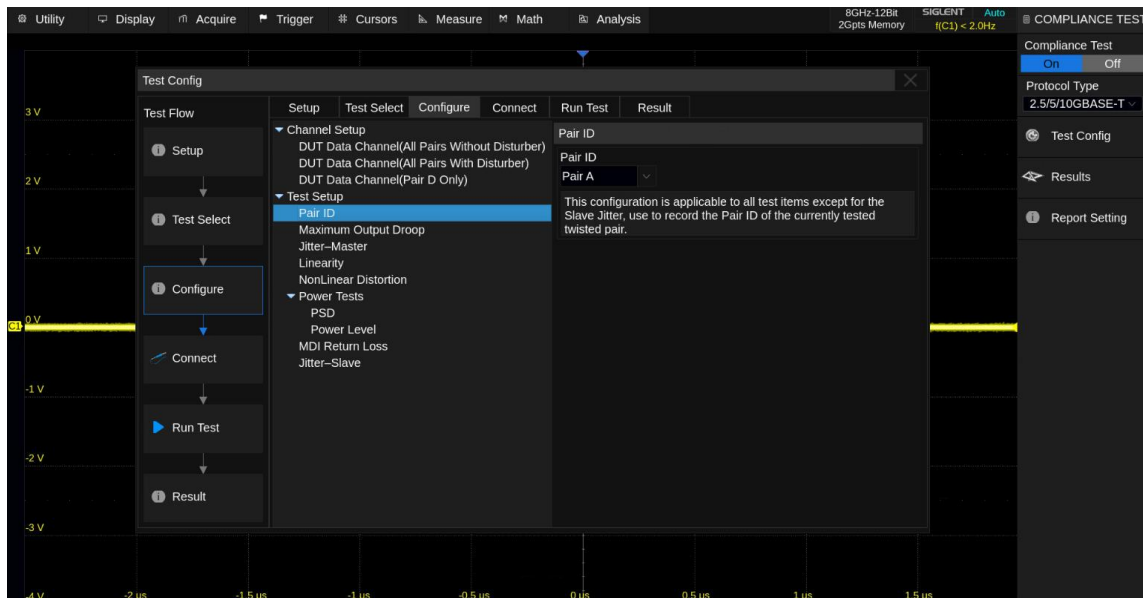 Utility Display Acquire Trigger Cursors Measure Math Analysis
8GHz-12Bit
2Gpts Memory
SIGLENT Auto
f(C1) < 2.0Hz
COMPLIANCE TEST
Compliance Test
On Off
Protocol Type
2.5/5/10GBASE-T
Test Config
Results
Report Setting
Test Config
Test Flow
Setup
Test Select
Configure
Connect
Run Test
Result
Setup Test Select Configure Connect Run Test Result
Channel Setup
DUT Data Channel(All Pairs Without Disturber)
DUT Data Channel(All Pairs With Disturber)
DUT Data Channel(Pair D Only)
Test Setup
Pair ID
Maximum Output Droop
Jitter–Master
Linearity
NonLinear Distortion
Power Tests
PSD
Power Level
MDI Return Loss
Jitter–Slave
Pair ID
Pair ID
Pair A
This configuration is applicable to all test items except for the
Slave Jitter, use to record the Pair ID of the currently tested
twisted pair.
3 V
2 V
1 V
C1 0 V
-1 V
-2 V
-3 V
-4 V
-2 us -1.5 us -1 us -0.5 us 0 us 0.5 us 1 us 1.5 us